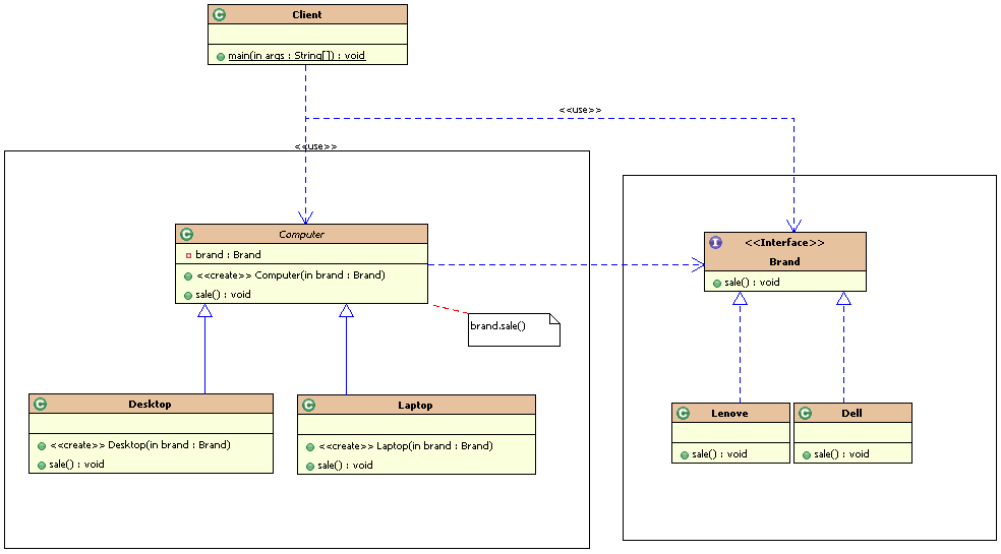 Client
main(in args : String[]) : void
<<use>>
<<use>>
Computer
brand : Brand
<<create>> Computer(in brand : Brand)
sale() : void
<<Interface>>
Brand
sale() : void
brand.sale()
Desktop
<<create>> Desktop(in brand : Brand)
sale() : void
Laptop
<<create>> Laptop(in brand : Brand)
sale() : void
Lenove
sale() : void
Dell
sale() : void